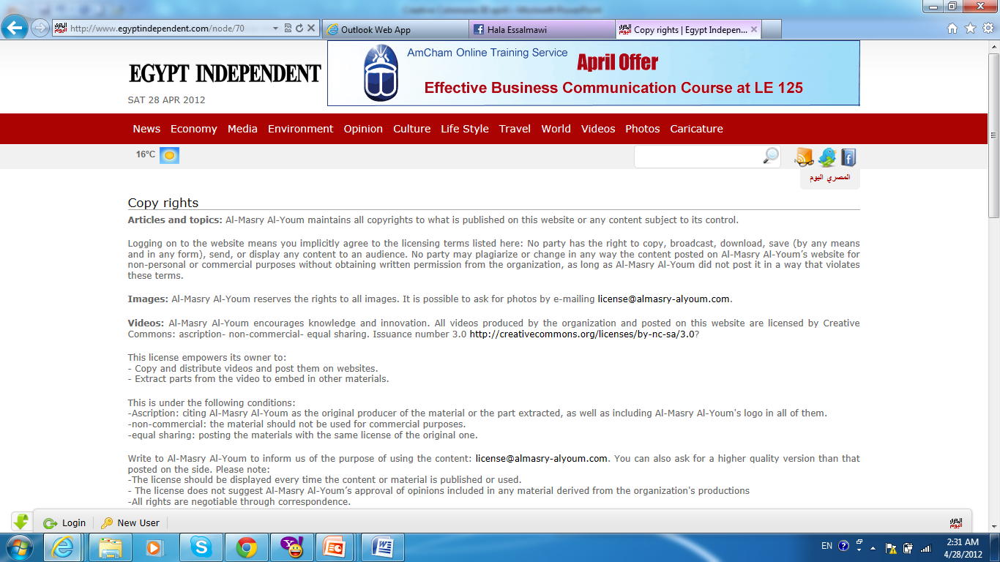 Creative Commons 30 april - Microsoft PowerPoint
http://www.egyptindependent.com/node/70
Outlook Web App
Hala Essalmawi
Copy rights | Egypt Indepen...
EGYPT INDEPENDENT
SAT 28 APR 2012
AmCham Online Training Service
April Offer
Effective Business Communication Course at LE 125
News Economy Media Environment Opinion Culture Life Style Travel World Videos Photos Caricature
16°C
المصري اليوم
Copy rights
Articles and topics: Al-Masry Al-Youm maintains all copyrights to what is published on this website or any content subject to its control.
Logging on to the website means you implicitly agree to the licensing terms listed here: No party has the right to copy, broadcast, download, save (by any means
and in any form), send, or display any content to an audience. No party may plagiarize or change in any way the content posted on Al-Masry Al-Youm’s website for
non-personal or commercial purposes without obtaining written permission from the organization, as long as Al-Masry Al-Youm did not post it in a way that violates
these terms.
Images: Al-Masry Al-Youm reserves the rights to all images. It is possible to ask for photos by e-mailing license@almasry-alyoum.com.
Videos: Al-Masry Al-Youm encourages knowledge and innovation. All videos produced by the organization and posted on this website are licensed by Creative
Commons: ascription- non-commercial- equal sharing. Issuance number 3.0 http://creativecommons.org/licenses/by-nc-sa/3.0?
This license empowers its owner to:
- Copy and distribute videos and post them on websites.
- Extract parts from the video to embed in other materials.
This is under the following conditions:
-Ascription: citing Al-Masry Al-Youm as the original producer of the material or the part extracted, as well as including Al-Masry Al-Youm's logo in all of them.
-non-commercial: the material should not be used for commercial purposes.
-equal sharing: posting the materials with the same license of the original one.
Write to Al-Masry Al-Youm to inform us of the purpose of using the content: license@almasry-alyoum.com. You can also ask for a higher quality version than that
posted on the side. Please note:
-The license should be displayed every time the content or material is published or used.
- The license does not suggest Al-Masry Al-Youm’s approval of opinions included in any material derived from the organization's productions
-All rights are negotiable through correspondence.
Login New User
المصري اليوم
EN
2:31 AM
4/28/2012